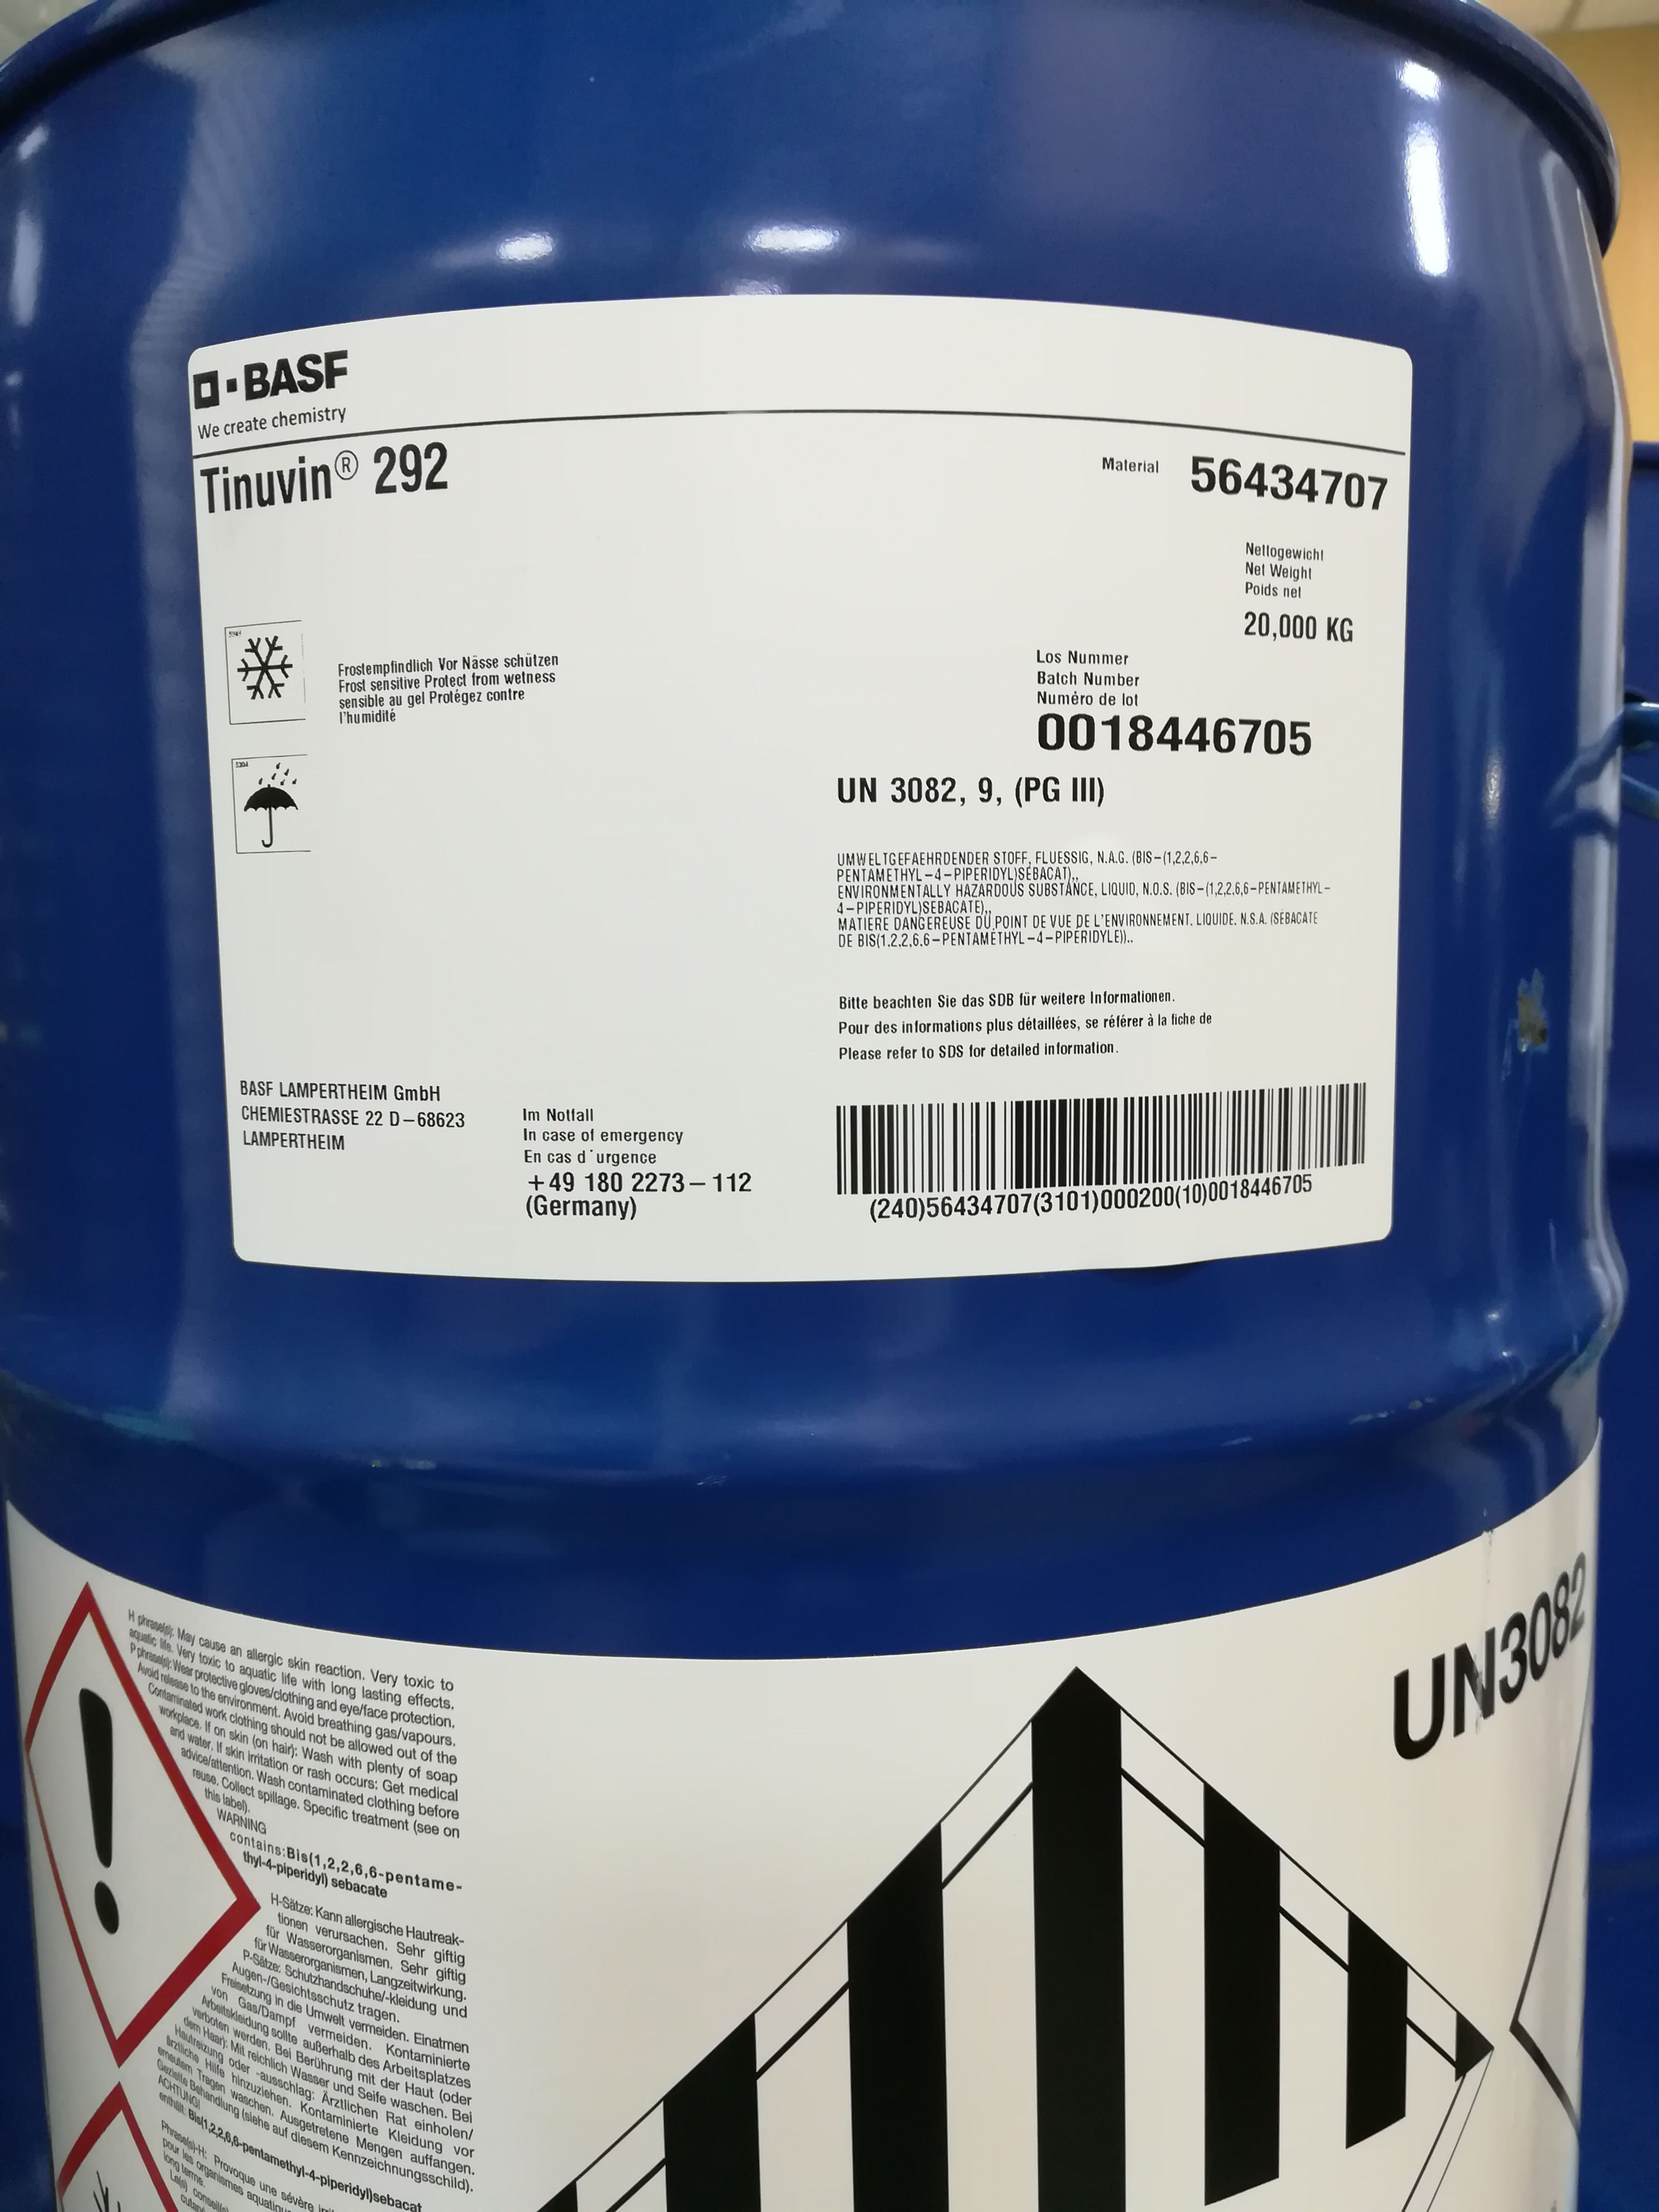 BASF
We create chemistry
Tinuvin® 292
Material 56434707
Nettogewicht
Net Weight
Poids net
20,000 KG
Frostempfindlich Vor Nässe schützen
Frost sensitive Protect from wetness
sensible au gel Protégez contre
l'humidité
Los Nummer
Batch Number
Numéro de lot
0018446705
UN 3082, 9, (PG III)
UMWELTGEFAEHRDENDER STOFF, FLUESSIG, N.A.G. (BIS-(1,2,2,6,6-
PENTAMETHYL-4-PIPERIDYL)SEBACAT),,
ENVIRONMENTALLY HAZARDOUS SUBSTANCE, LIQUID, N.O.S. (BIS-(1,2,2,6,6-PENTAMETHYL-
4-PIPERIDYL)SEBACATE),,
MATIERE DANGEREUSE DU POINT DE VUE DE L'ENVIRONNEMENT. LIQUIDE. N.S.A. (SEBACATE
DE BIS(1.2.2.6.6-PENTAMETHYL-4-PIPERIDYLE))..
Bitte beachten Sie das SDB für weitere Informationen.
Pour des informations plus détaillées, se référer à la fiche de
Please refer to SDS for detailed information.
BASF LAMPERTHEIM GmbH
CHEMIESTRASSE 22 D-68623
LAMPERTHEIM
Im Notfall
In case of emergency
En cas d´urgence
+49 180 2273-112
(Germany)
(240)56434707(3101)000200(10)0018446705
UN3082
H phrase(s): May cause an allergic skin reaction. Very toxic to
aquatic life. Very toxic to aquatic life with long lasting effects.
P phrase(s): Wear protective gloves/clothing and eye/face protection.
Avoid release to the environment. Avoid breathing gas/vapours.
Contaminated work clothing should not be allowed out of the
workplace. If on skin (on hair): Wash with plenty of soap
and water. If skin irritation or rash occurs: Get medical
advice/attention. Wash contaminated clothing before
reuse. Collect spillage. Specific treatment (see on
this label).
WARNING
contains:Bis(1,2,2,6,6-pentame-
thyl-4-piperidyl) sebacate
H-Sätze: Kann allergische Hautreak-
tionen verursachen. Sehr giftig
für Wasserorganismen. Sehr giftig
für Wasserorganismen, Langzeitwirkung.
P-Sätze: Schutzhandschuhe/-kleidung und
Augen-/Gesichtsschutz tragen.
Freisetzung in die Umwelt vermeiden. Einatmen
von Gas/Dampf vermeiden. Kontaminierte
Arbeitskleidung sollte außerhalb des Arbeitsplatzes
verboten werden. Bei Berührung mit der Haut (oder
dem Haar): Mit reichlich Wasser und Seife waschen. Bei
Hautreizung oder -ausschlag: Ärztlichen Rat einholen/
ärztliche Hilfe hinzuziehen. Kontaminierte Kleidung vor
erneutem Tragen waschen. Ausgetretene Mengen auffangen.
Gezielte Behandlung (siehe auf diesem Kennzeichnungsschild).
ACHTUNG!
enthält: Bis(1,2,2,6,6-pentamethyl-4-piperidyl)sebacat
Phrase(s)-H: Provoque une sévère
pour les organismes
long terme.